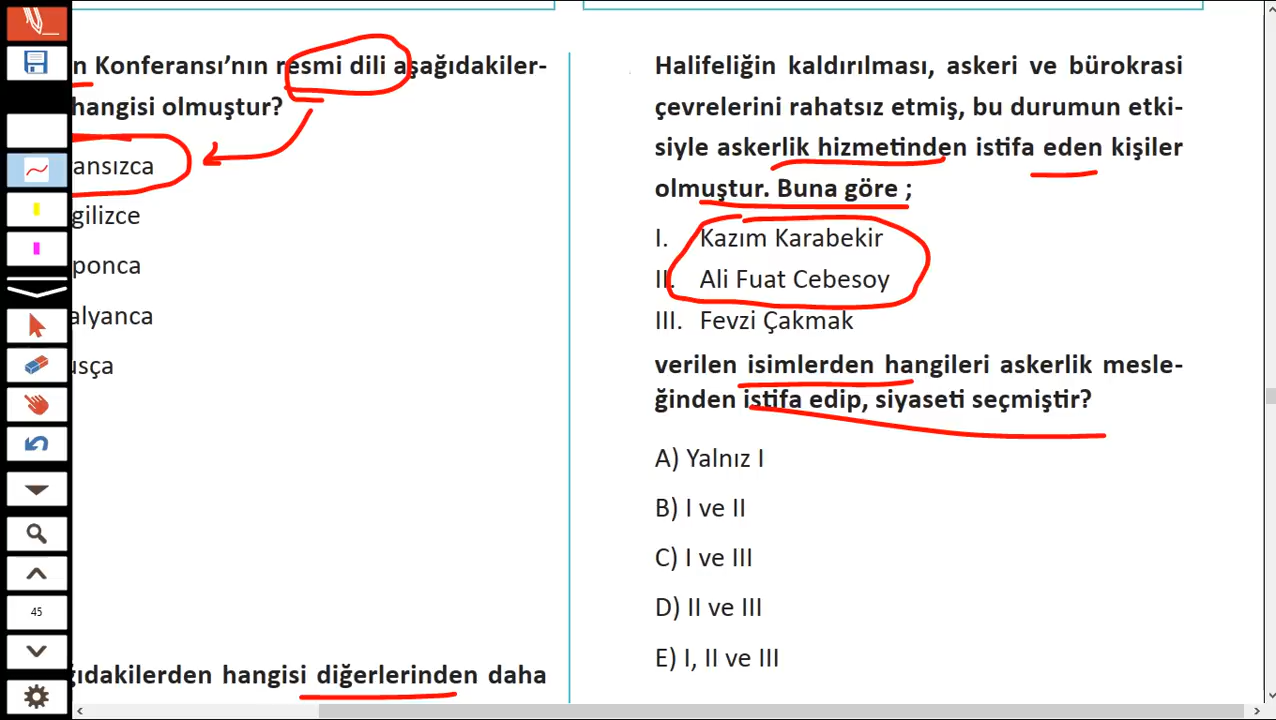 n Konferansı’nın resmi dili aşağıdakiler-
hangisi olmuştur?
ansızca
gilizce
ponca
alyanca
usça
ğıdakilerden hangisi diğerlerinden daha
Halifeliğin kaldırılması, askeri ve bürokrasi
çevrelerini rahatsız etmiş, bu durumun etki-
siyle askerlik hizmetinden istifa eden kişiler
olmuştur. Buna göre ;
I. Kazım Karabekir
II. Ali Fuat Cebesoy
III. Fevzi Çakmak
verilen isimlerden hangileri askerlik mesle-
ğinden istifa edip, siyaseti seçmiştir?
A) Yalnız I
B) I ve II
C) I ve III
D) II ve III
E) I, II ve III
45